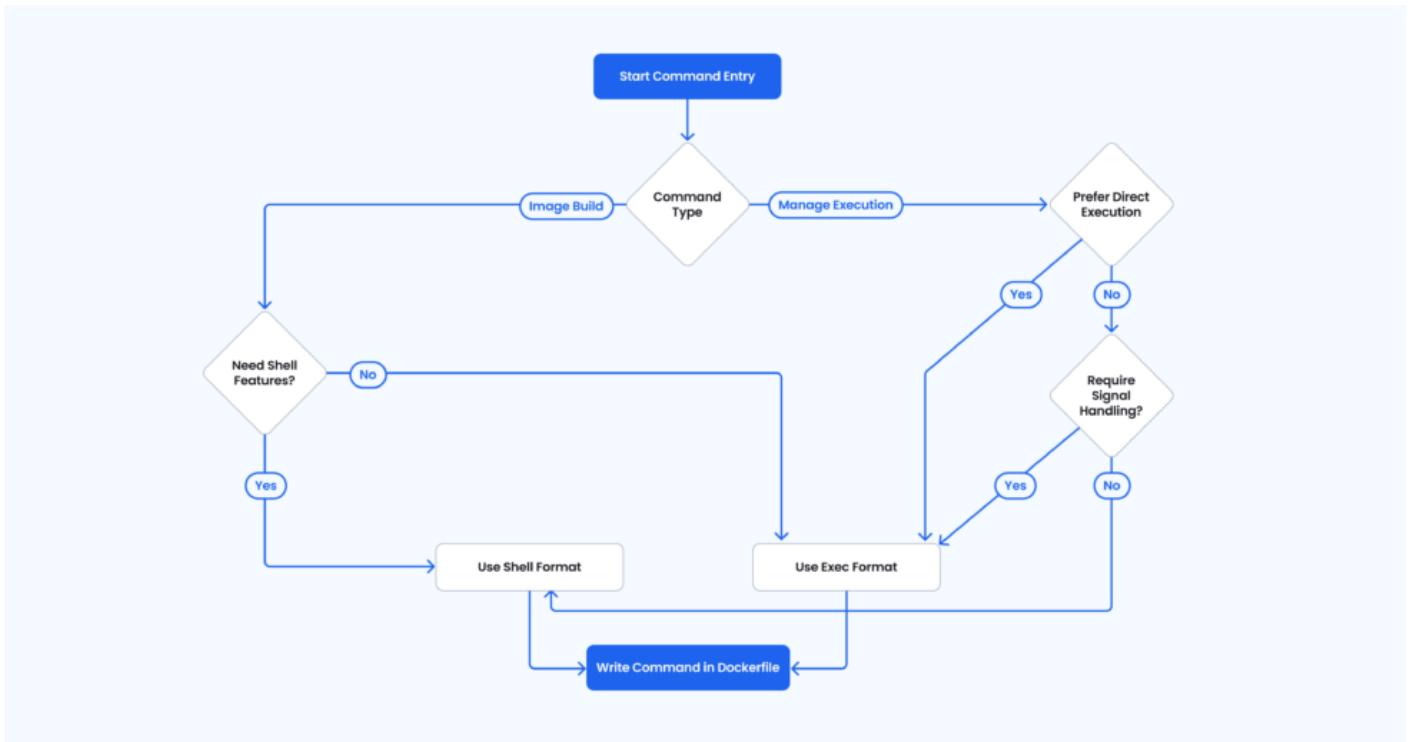 Start Command Entry
Command
Type
Image Build
Manage Execution
Prefer Direct
Execution
Yes
No
Need Shell
Features?
No
Require
Signal
Handling?
Yes
Yes
No
Use Shell Format
Use Exec Format
Write Command in Dockerfile